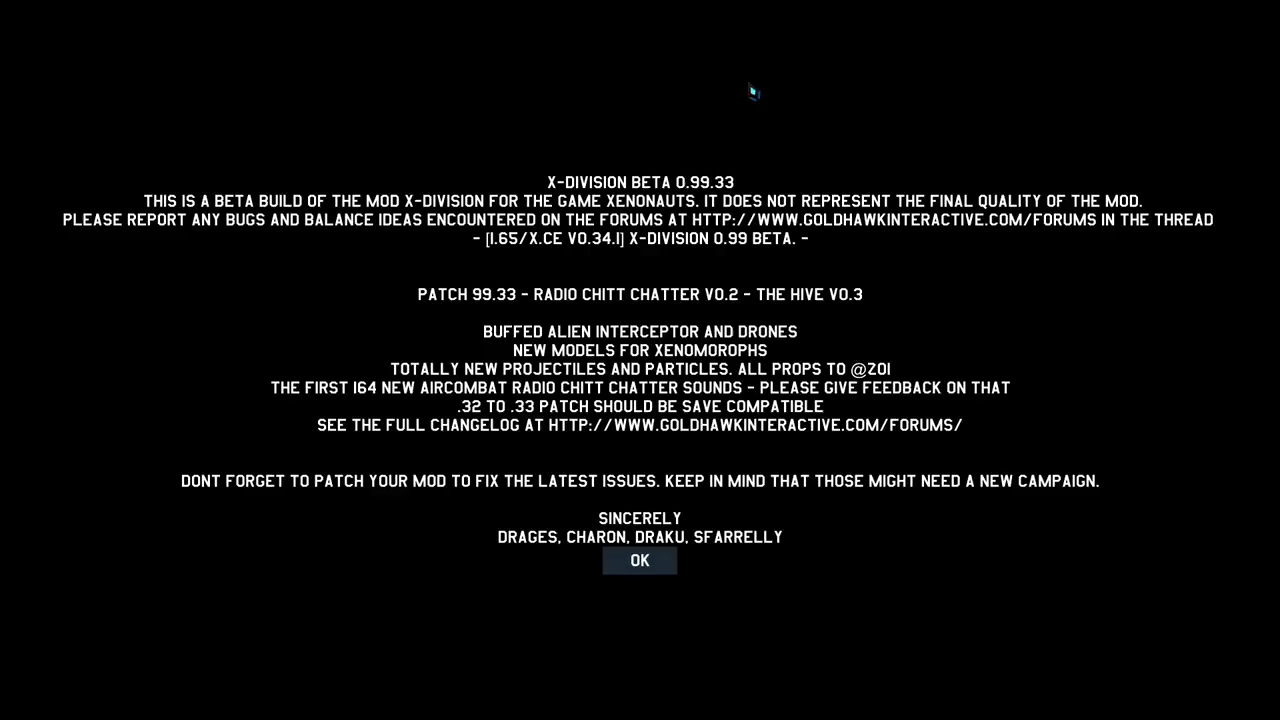 X-DIVISION BETA 0.99.33
THIS IS A BETA BUILD OF THE MOD X-DIVISION FOR THE GAME XENONAUTS. IT DOES NOT REPRESENT THE FINAL QUALITY OF THE MOD.
PLEASE REPORT ANY BUGS AND BALANCE IDEAS ENCOUNTERED ON THE FORUMS AT HTTP://WWW.GOLDHAWKINTERACTIVE.COM/FORUMS IN THE THREAD
- [1.65/X.CE V0.34.1] X-DIVISION 0.99 BETA. -
PATCH 99.33 - RADIO CHITT CHATTER V0.2 - THE HIVE V0.3
BUFFED ALIEN INTERCEPTOR AND DRONES
NEW MODELS FOR XENOMOROPHS
TOTALLY NEW PROJECTILES AND PARTICLES. ALL PROPS TO @ZOI
THE FIRST 164 NEW AIRCOMBAT RADIO CHITT CHATTER SOUNDS - PLEASE GIVE FEEDBACK ON THAT
.32 TO .33 PATCH SHOULD BE SAVE COMPATIBLE
SEE THE FULL CHANGELOG AT HTTP://WWW.GOLDHAWKINTERACTIVE.COM/FORUMS/
DONT FORGET TO PATCH YOUR MOD TO FIX THE LATEST ISSUES. KEEP IN MIND THAT THOSE MIGHT NEED A NEW CAMPAIGN.
SINCERELY
DRAGES, CHARON, DRAKU, SFARRELLY
OK